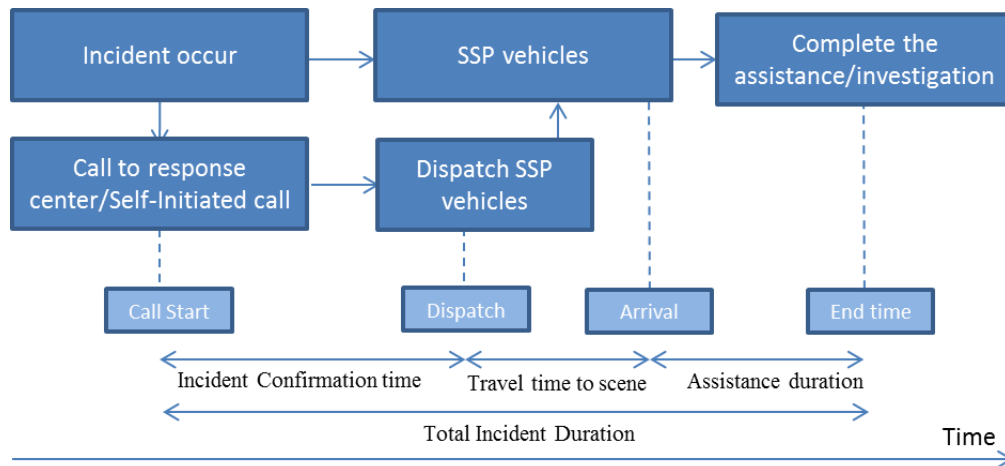 Incident occur
SSP vehicles
Complete the
assistance/investigation
Call to response
center/Self-Initiated call
Dispatch SSP
vehicles
Call Start
Dispatch
Arrival
End time
Incident Confirmation time
Travel time to scene
Assistance duration
Total Incident Duration
Time